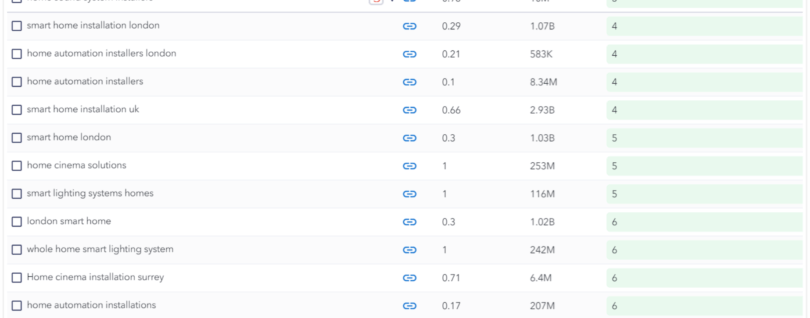 smart home installation london 0.29 1.07B 4
home automation installers london 0.21 583K 4
home automation installers 0.1 8.34M 4
smart home installation uk 0.66 2.93B 4
smart home london 0.3 1.03B 5
home cinema solutions 1 253M 5
smart lighting systems homes 1 116M 5
london smart home 0.3 1.02B 6
whole home smart lighting system 1 242M 6
Home cinema installation surrey 0.71 6.4M 6
home automation installations 0.17 207M 6